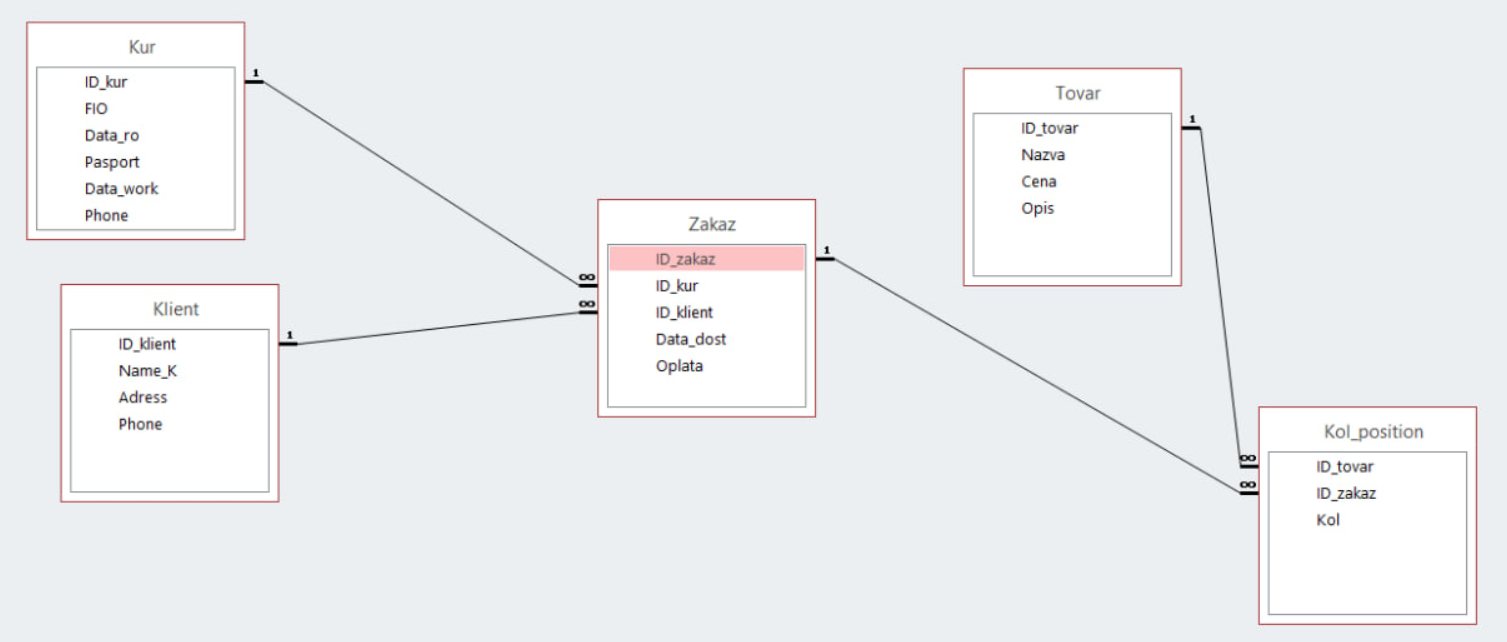 Kur
ID_kur
FIO
Data_ro
Pasport
Data_work
Phone
1
Klient
ID_klient
Name_K
Adress
Phone
1
Zakaz
ID_zakaz
ID_kur
ID_klient
Data_dost
Oplata
∞
∞
1
Tovar
ID_tovar
Nazva
Cena
Opis
1
Kol_position
ID_tovar
ID_zakaz
Kol
∞
∞